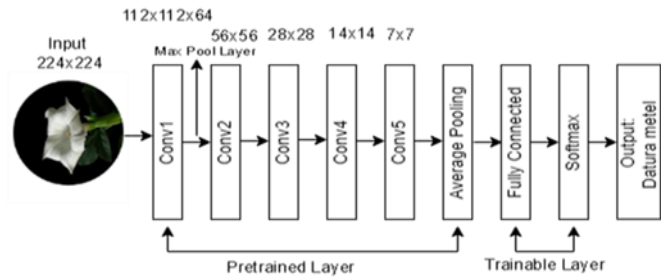 112x112x64
Input
224x224
Max Pool Layer
56x56
28x28
14x14
7x7
Conv1
Conv2
Conv3
Conv4
Conv5
Average Pooling
Fully Connected
Softmax
Output:
Datura metel
Pretrained Layer
Trainable Layer